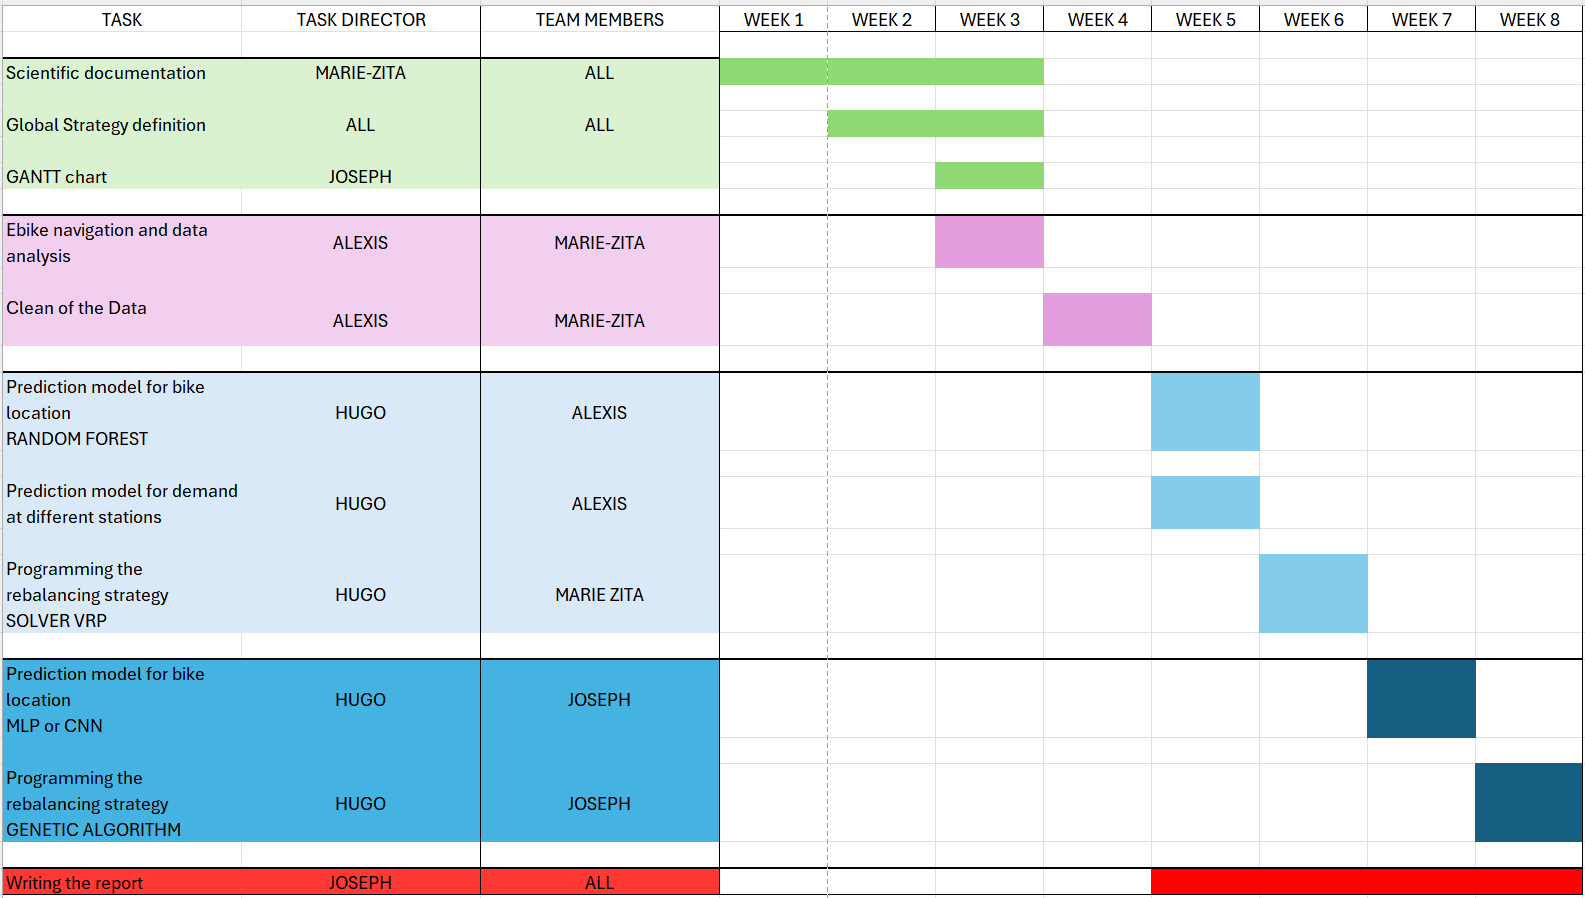 TASK TASK DIRECTOR TEAM MEMBERS WEEK 1 WEEK 2 WEEK 3 WEEK 4 WEEK 5 WEEK 6 WEEK 7 WEEK 8
Scientific documentation MARIE-ZITA ALL
Global Strategy definition ALL ALL
GANTT chart JOSEPH
Ebike navigation and data
analysis
ALEXIS MARIE-ZITA
Clean of the Data
ALEXIS MARIE-ZITA
Prediction model for bike
location
RANDOM FOREST
HUGO ALEXIS
Prediction model for demand
at different stations
HUGO ALEXIS
Programming the
rebalancing strategy
SOLVER VRP
HUGO MARIE ZITA
Prediction model for bike
location
MLP or CNN
HUGO JOSEPH
Programming the
rebalancing strategy
GENETIC ALGORITHM
HUGO JOSEPH
Writing the report JOSEPH ALL